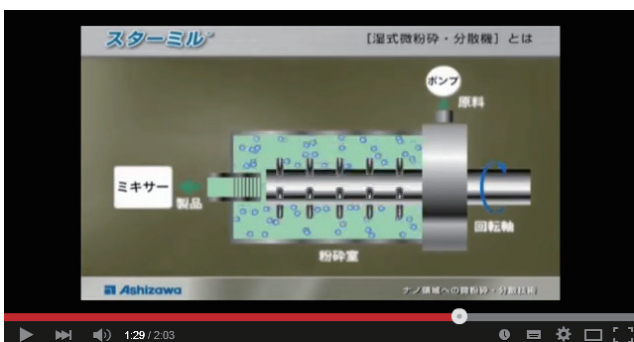 スターミル
【湿式微粉砕・分散機】とは
ポンプ
原料
ミキサー
製品
回転軸
粉砕室
Ashizawa
ナノ領域への微粉砕・分散技術
1:29 / 2:03